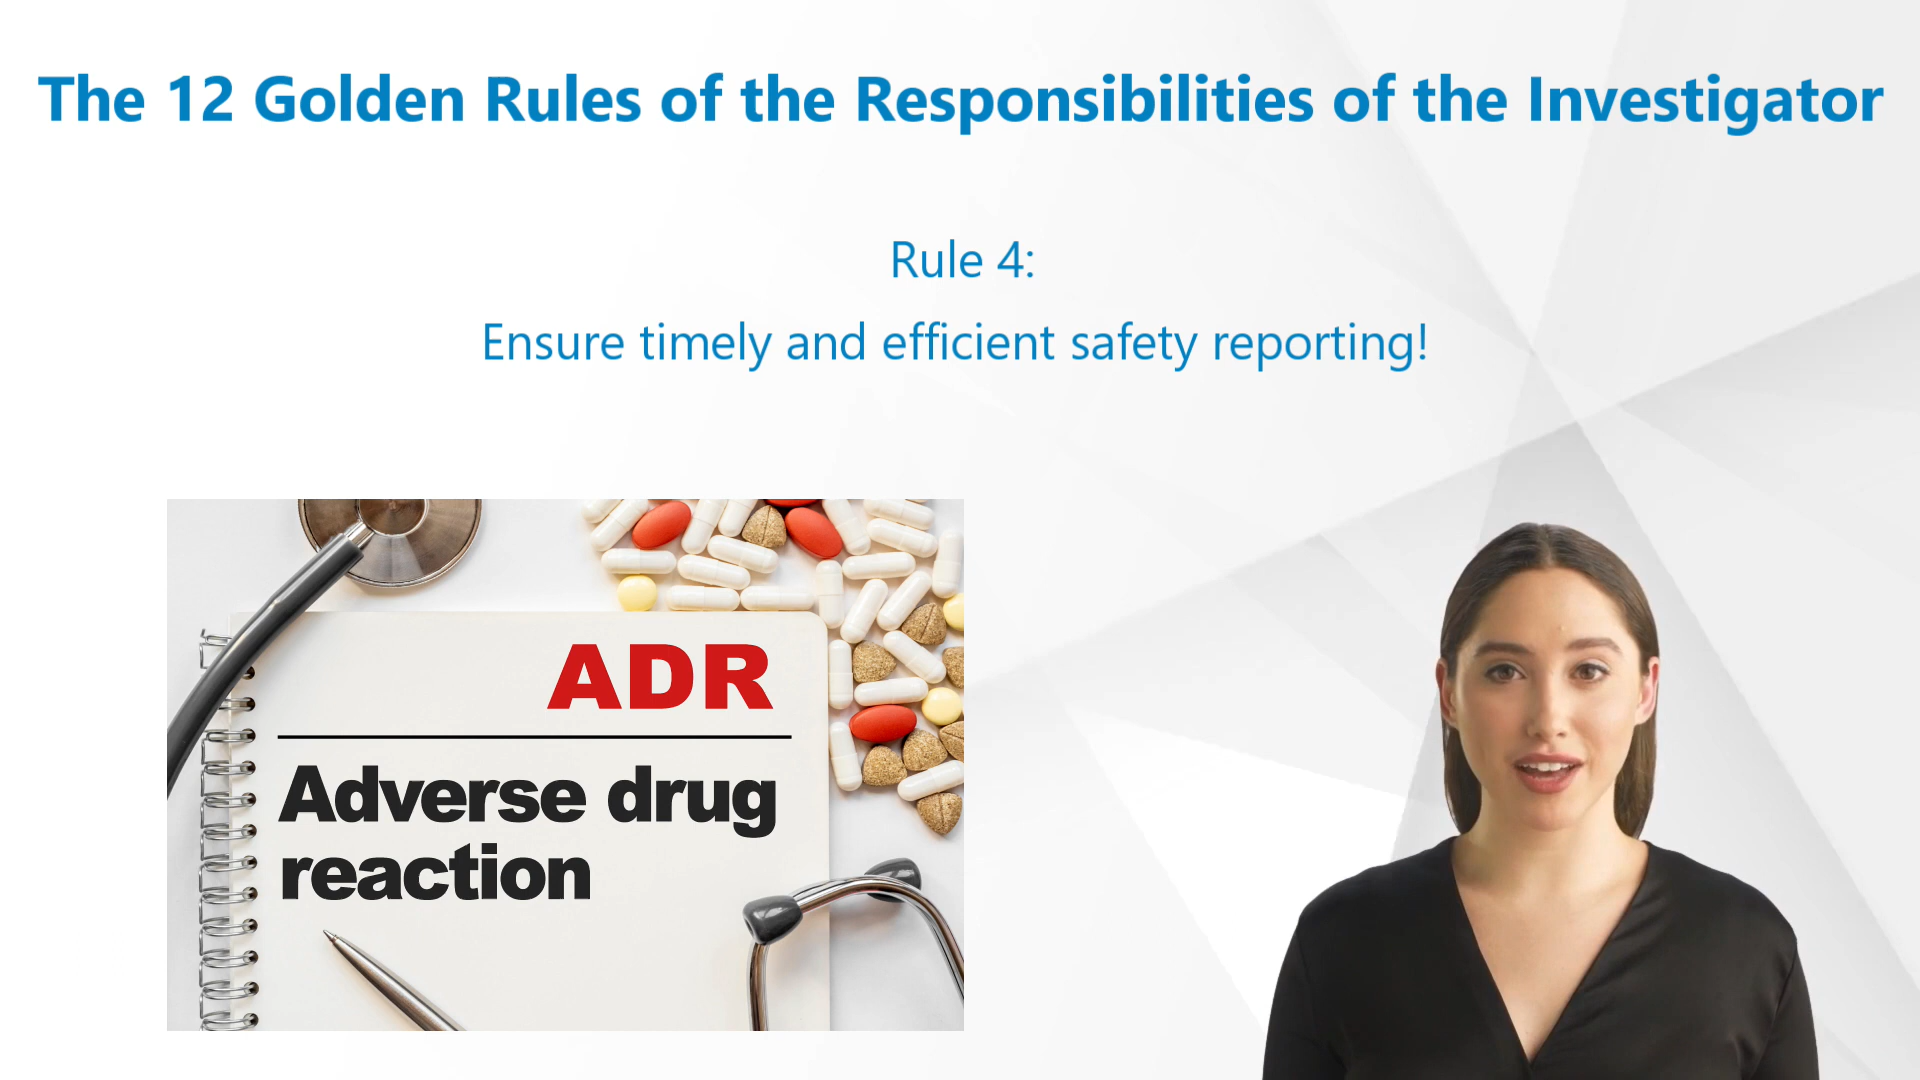 The 12 Golden Rules of the Responsibilities of the Investigator
Rule 4:
Ensure timely and efficient safety reporting!
ADR
Adverse drug
reaction